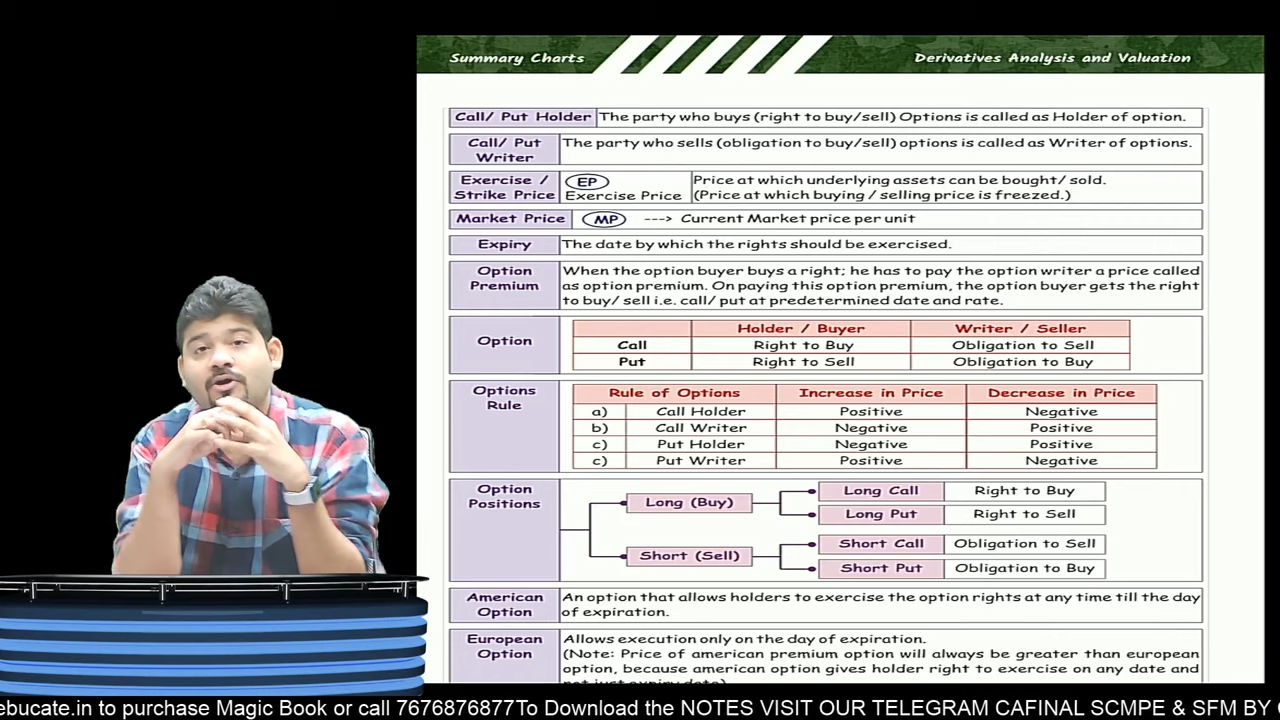 Summary Charts Derivatives Analysis and Valuation
Call/ Put Holder The party who buys (right to buy/sell) Options is called as Holder of option.
Call/ Put
Writer
The party who sells (obligation to buy/sell) options is called as Writer of options.
Exercise /
Strike Price
EP
Exercise Price
Price at which underlying assets can be bought/ sold.
(Price at which buying / selling price is freezed.)
Market Price MP ---> Current Market price per unit
Expiry The date by which the rights should be exercised.
Option
Premium
When the option buyer buys a right; he has to pay the option writer a price called
as option premium. On paying this option premium, the option buyer gets the right
to buy/ sell i.e. call/ put at predetermined date and rate.
Option
Holder / Buyer Writer / Seller
Call Right to Buy Obligation to Sell
Put Right to Sell Obligation to Buy
Options
Rule
Rule of Options Increase in Price Decrease in Price
a) Call Holder Positive Negative
b) Call Writer Negative Positive
c) Put Holder Negative Positive
c) Put Writer Positive Negative
Option
Positions
Long (Buy)
Long Call Right to Buy
Long Put Right to Sell
Short (Sell)
Short Call Obligation to Sell
Short Put Obligation to Buy
American
Option
An option that allows holders to exercise the option rights at any time till the day
of expiration.
European
Option
Allows execution only on the day of expiration.
(Note: Price of american premium option will always be greater than european
option, because american option gives holder right to exercise on any date and
not just expiry date)
ebucate.in to purchase Magic Book or call 7676876877To Download the NOTES VISIT OUR TELEGRAM CAFINAL SCMPE & SFM BY